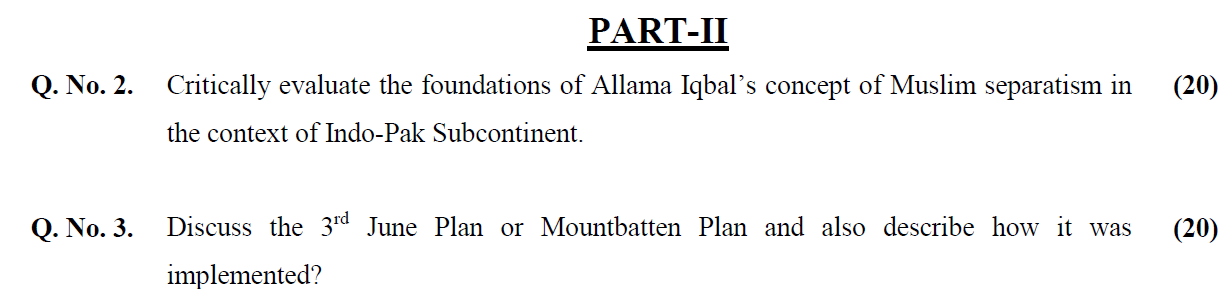 PART-II
Q. No. 2. Critically evaluate the foundations of Allama Iqbal’s concept of Muslim separatism in (20)
the context of Indo-Pak Subcontinent.
Q. No. 3. Discuss the 3rd June Plan or Mountbatten Plan and also describe how it was (20)
implemented?